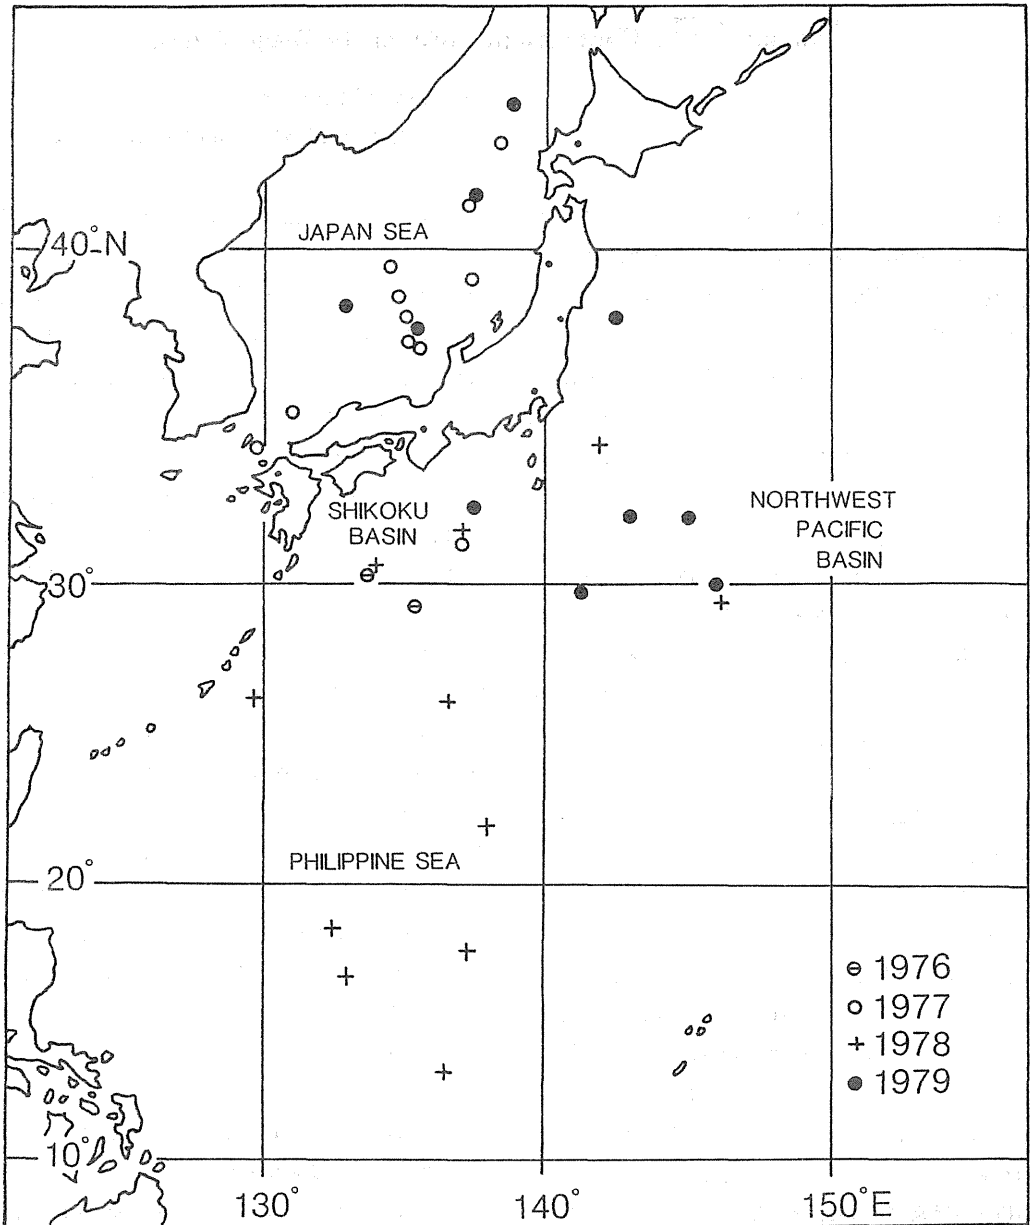 JAPAN SEA
40°N
SHIKOKU
BASIN
NORTHWEST
PACIFIC
BASIN
30°
PHILIPPINE SEA
20°
⊖ 1976
○ 1977
+ 1978
● 1979
10°
130°
140°
150°E